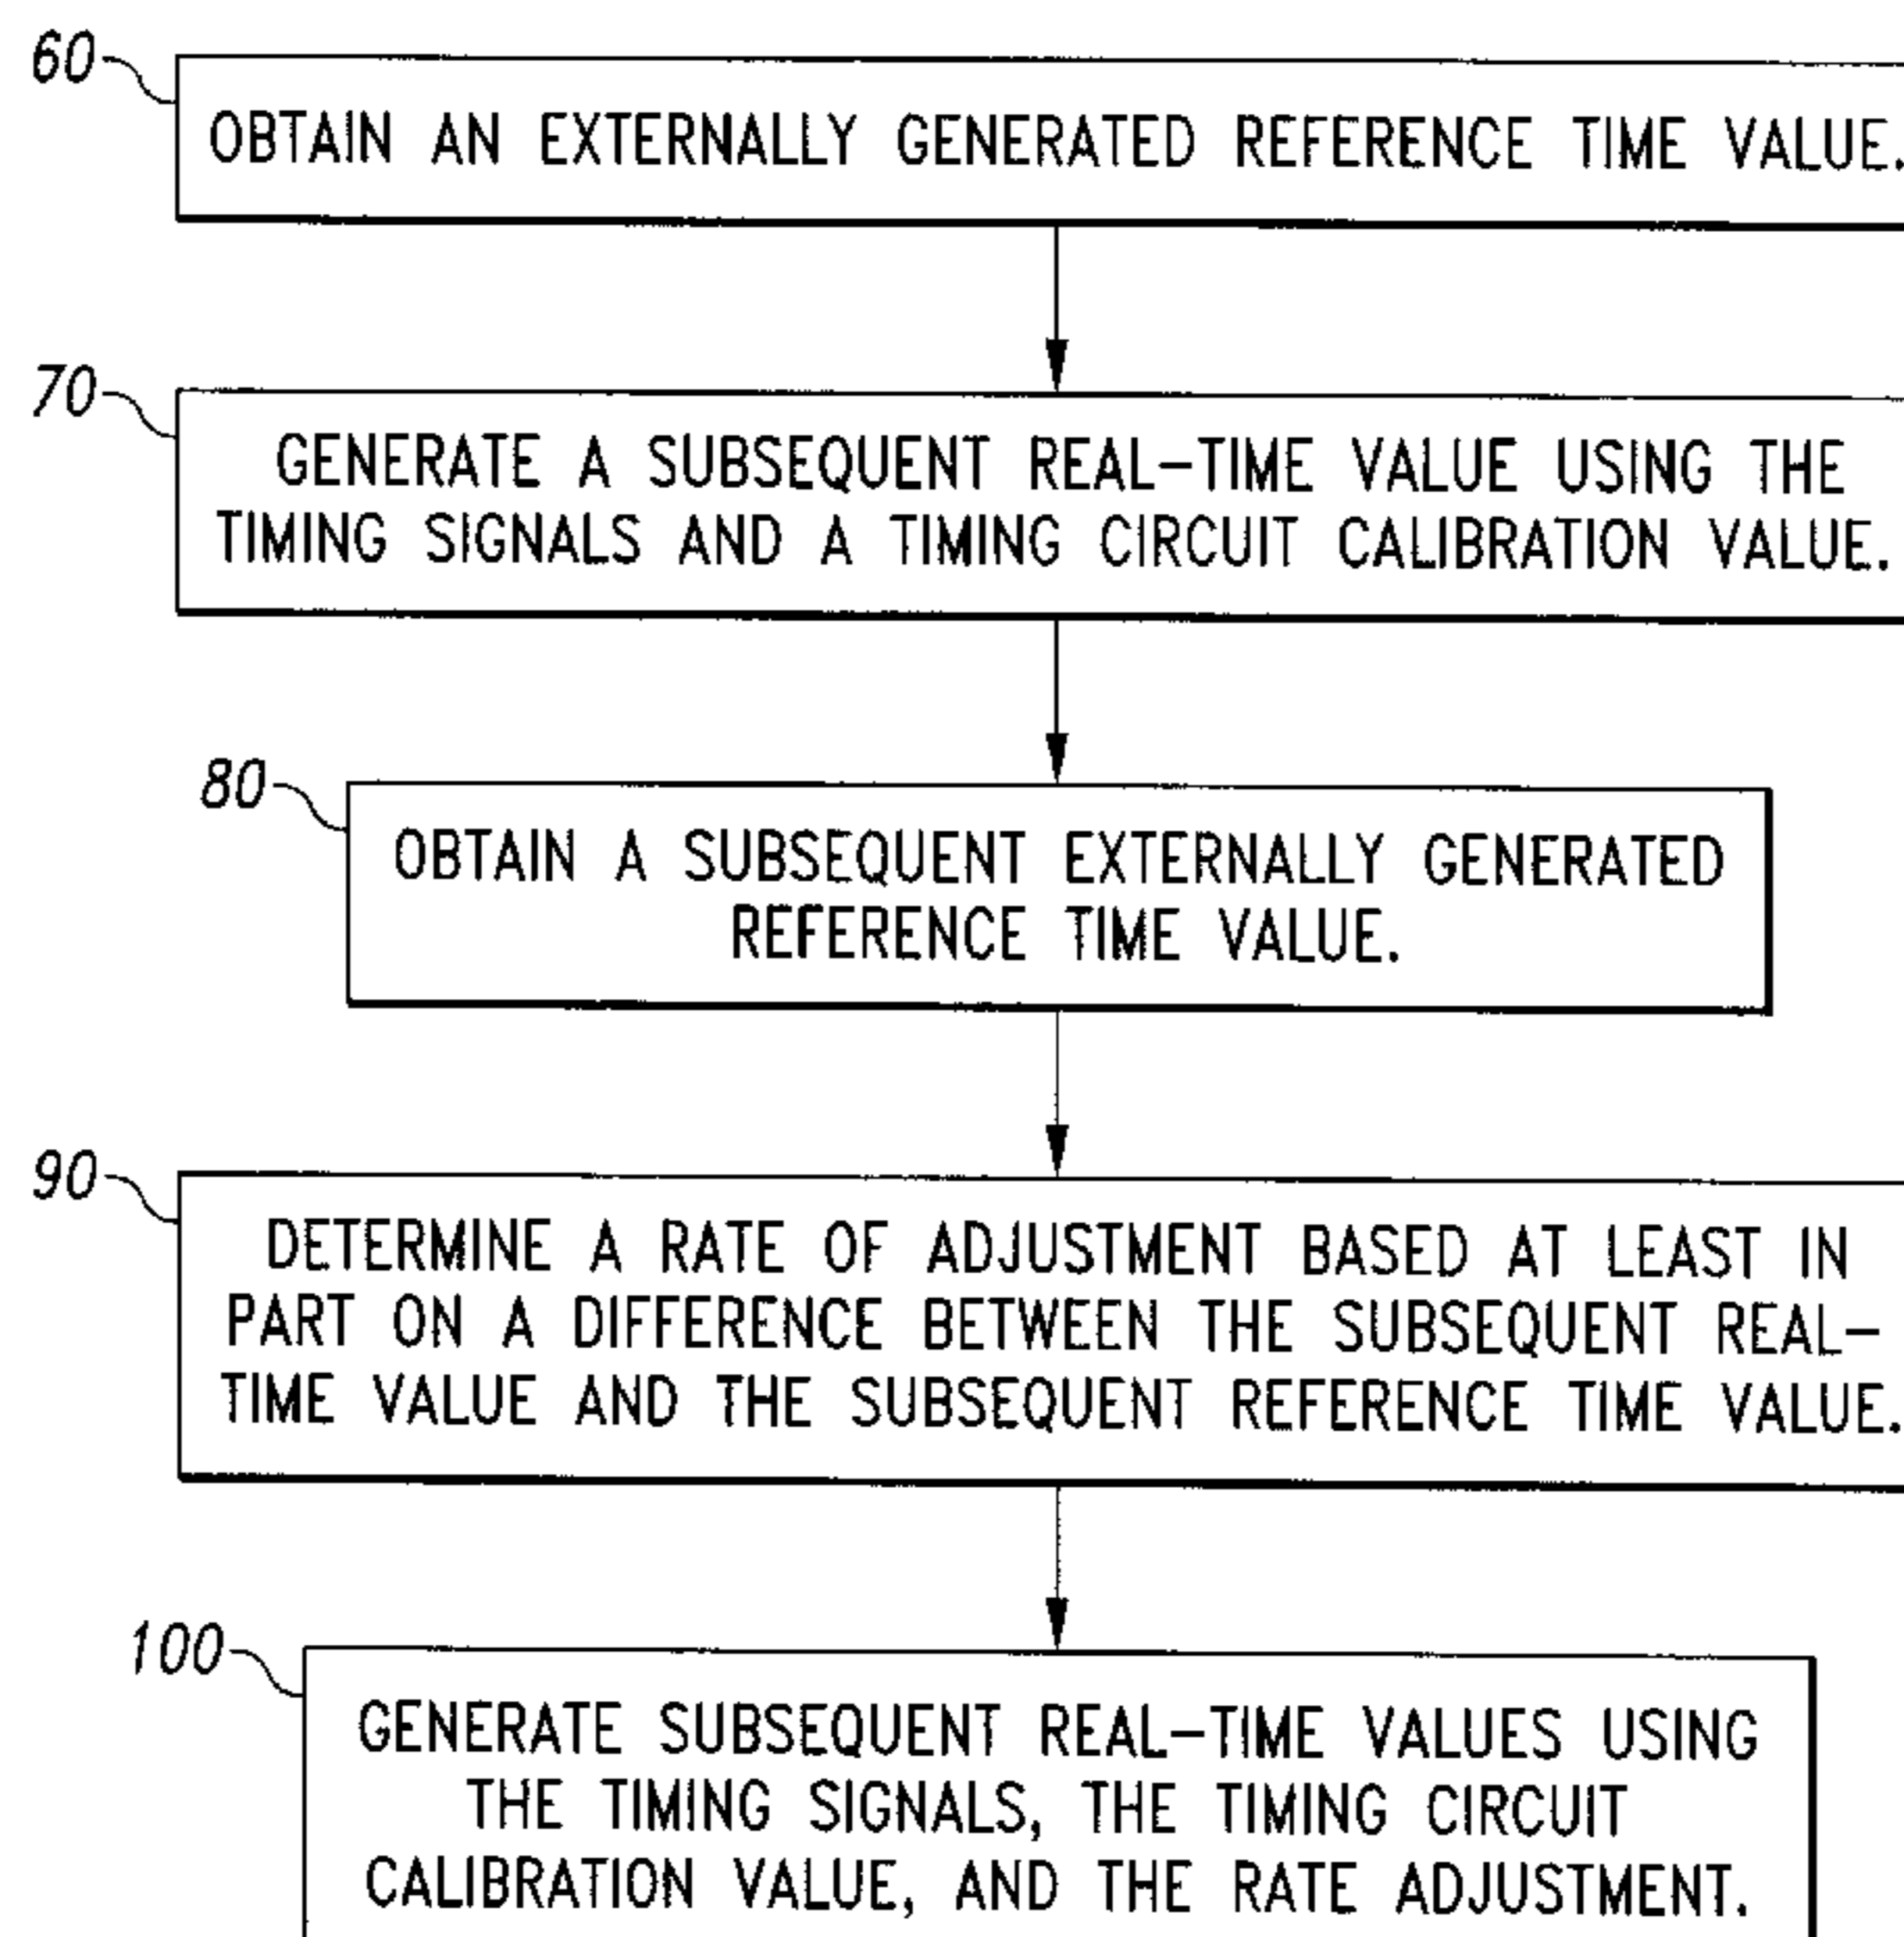 60
OBTAIN AN EXTERNALLY GENERATED REFERENCE TIME VALUE.
70
GENERATE A SUBSEQUENT REAL-TIME VALUE USING THE
TIMING SIGNALS AND A TIMING CIRCUIT CALIBRATION VALUE.
80
OBTAIN A SUBSEQUENT EXTERNALLY GENERATED
REFERENCE TIME VALUE.
90
DETERMINE A RATE OF ADJUSTMENT BASED AT LEAST IN
PART ON A DIFFERENCE BETWEEN THE SUBSEQUENT REAL-
TIME VALUE AND THE SUBSEQUENT REFERENCE TIME VALUE.
100
GENERATE SUBSEQUENT REAL-TIME VALUES USING
THE TIMING SIGNALS, THE TIMING CIRCUIT
CALIBRATION VALUE, AND THE RATE ADJUSTMENT.